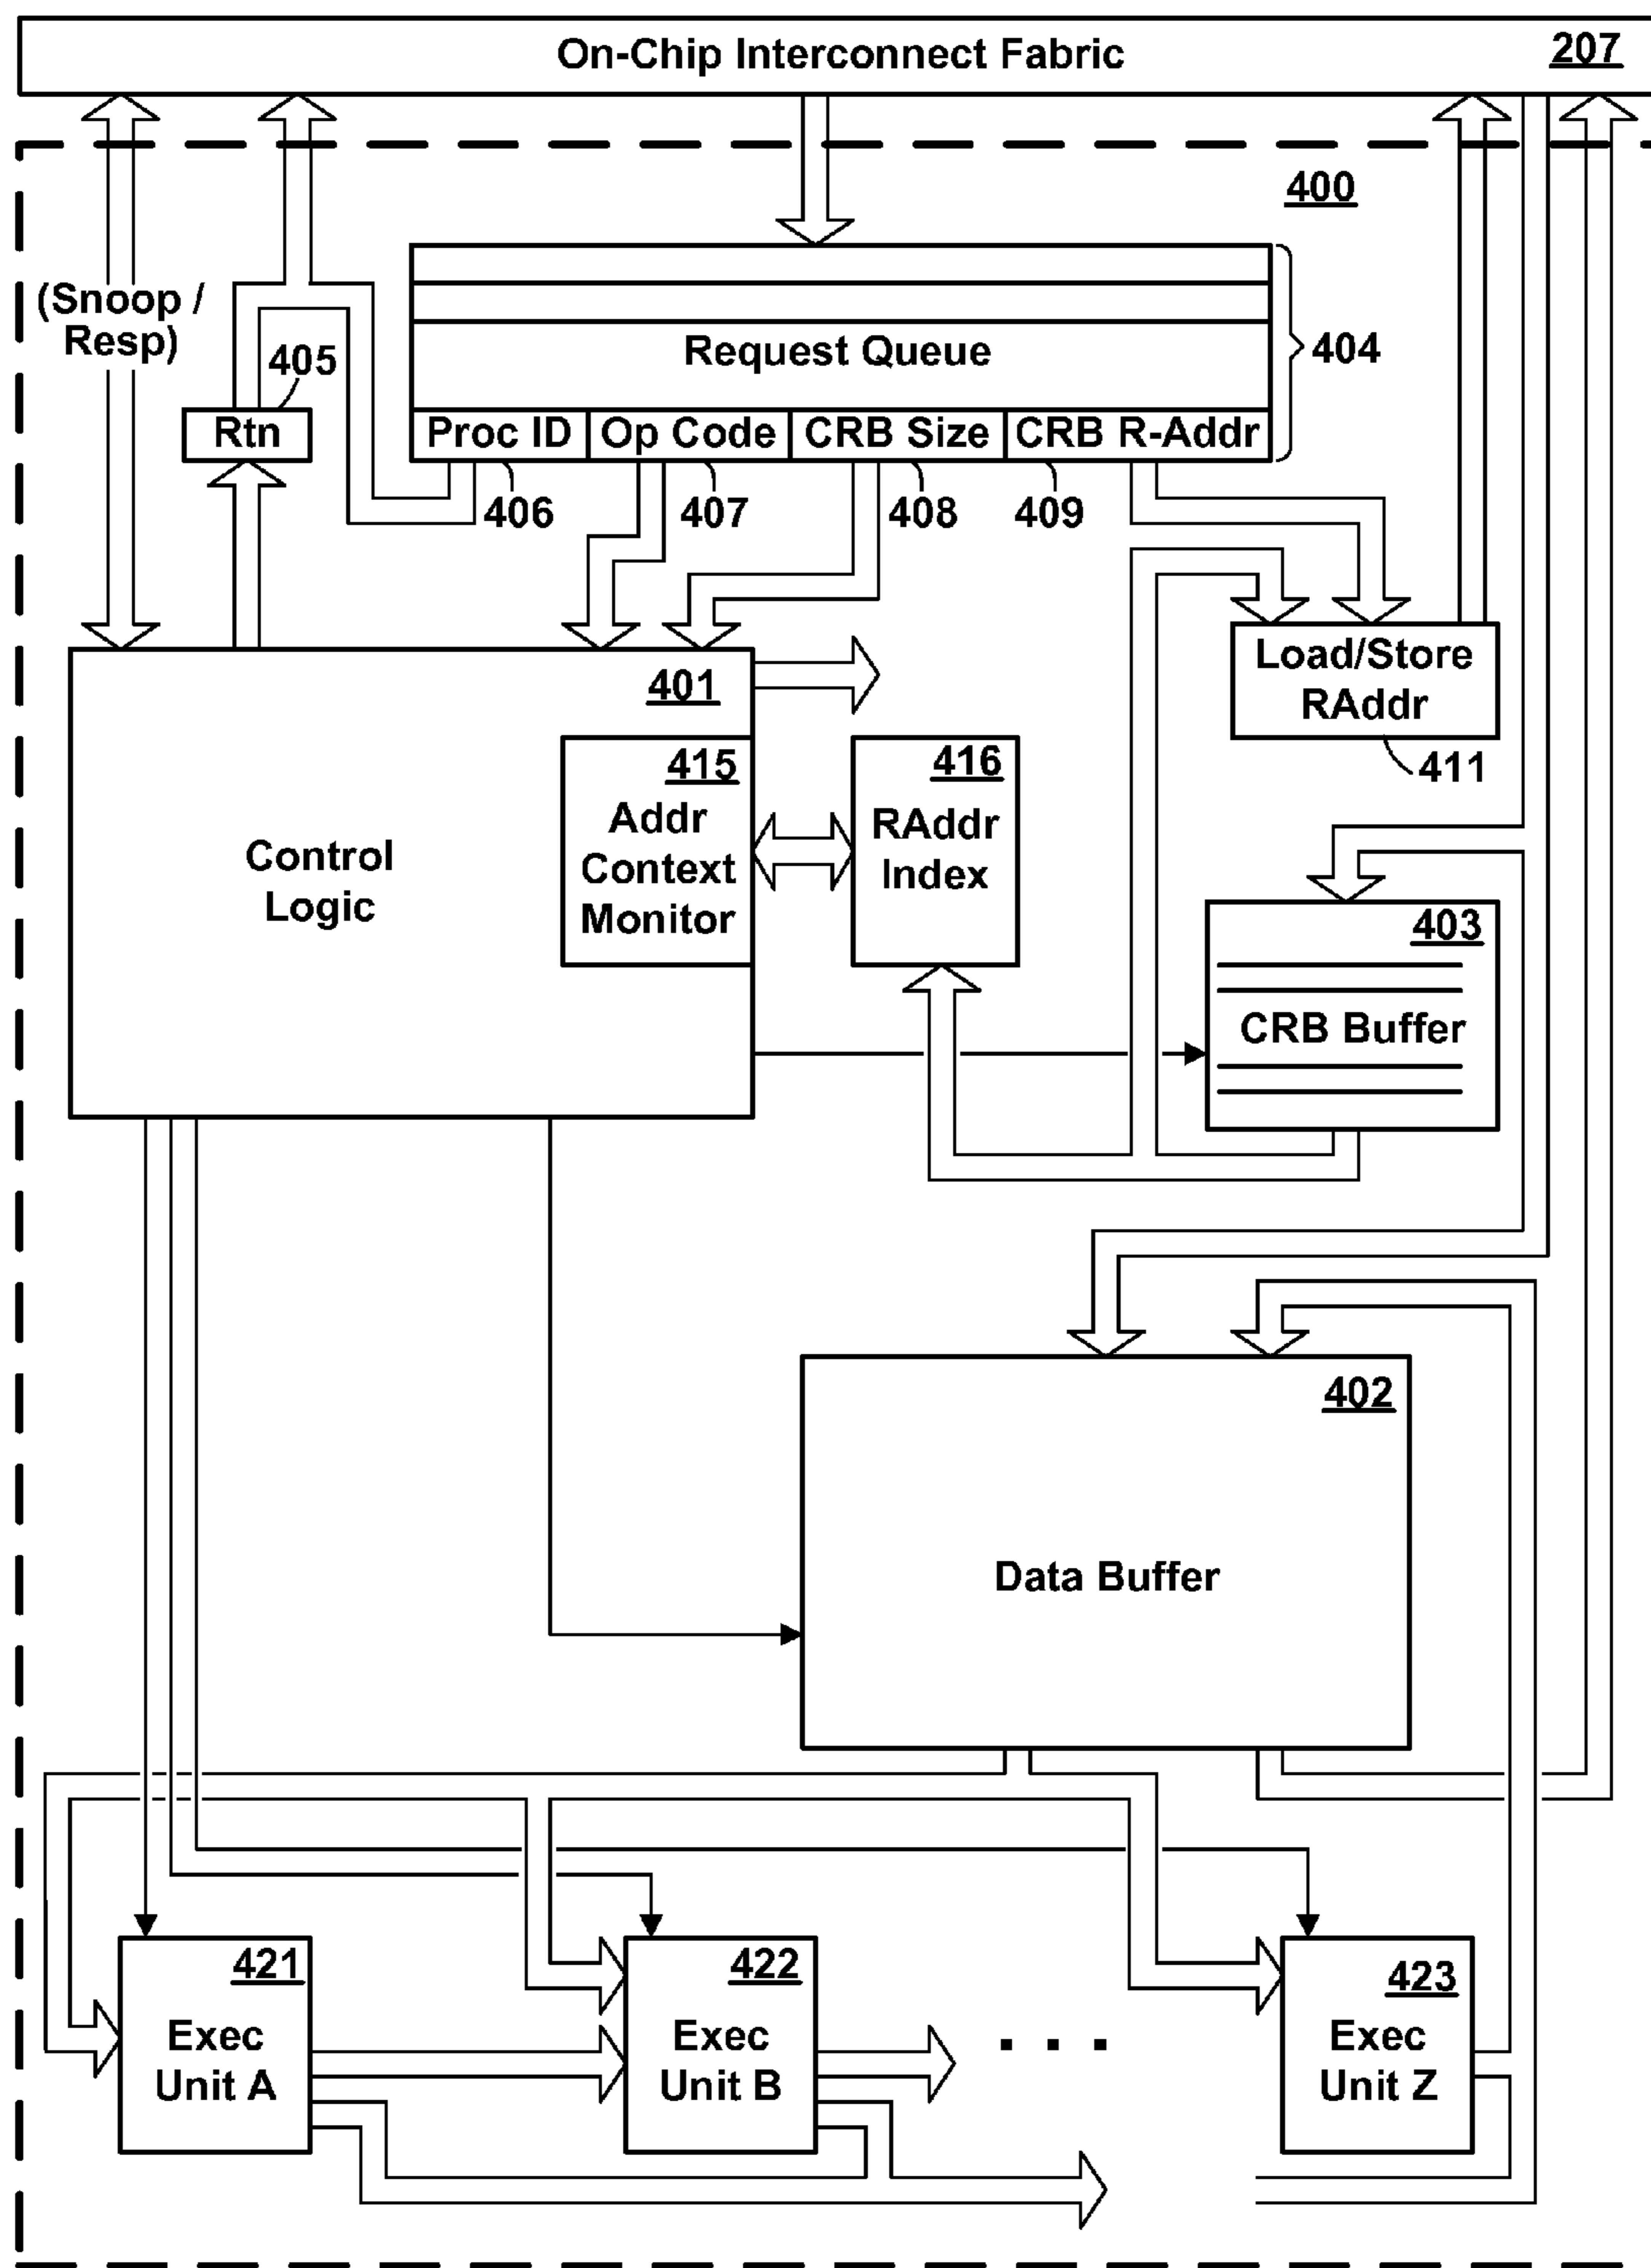 On-Chip Interconnect Fabric 207
400
(Snoop /
Resp)
405
Rtn
Request Queue
404
Proc ID Op Code CRB Size CRB R-Addr
406 407 408 409
401
Load/Store
RAddr
411
415
Addr
Context
Monitor
416
RAddr
Index
Control
Logic
403
CRB Buffer
402
Data Buffer
421
Exec
Unit A
422
Exec
Unit B
. . .
423
Exec
Unit Z